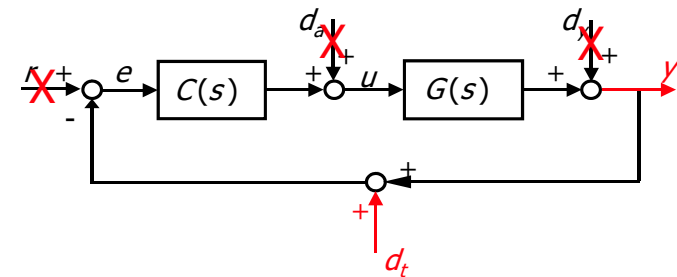 d_a d_y
r + e + + + + y
C(s) u G(s)
-
+
+
d_t